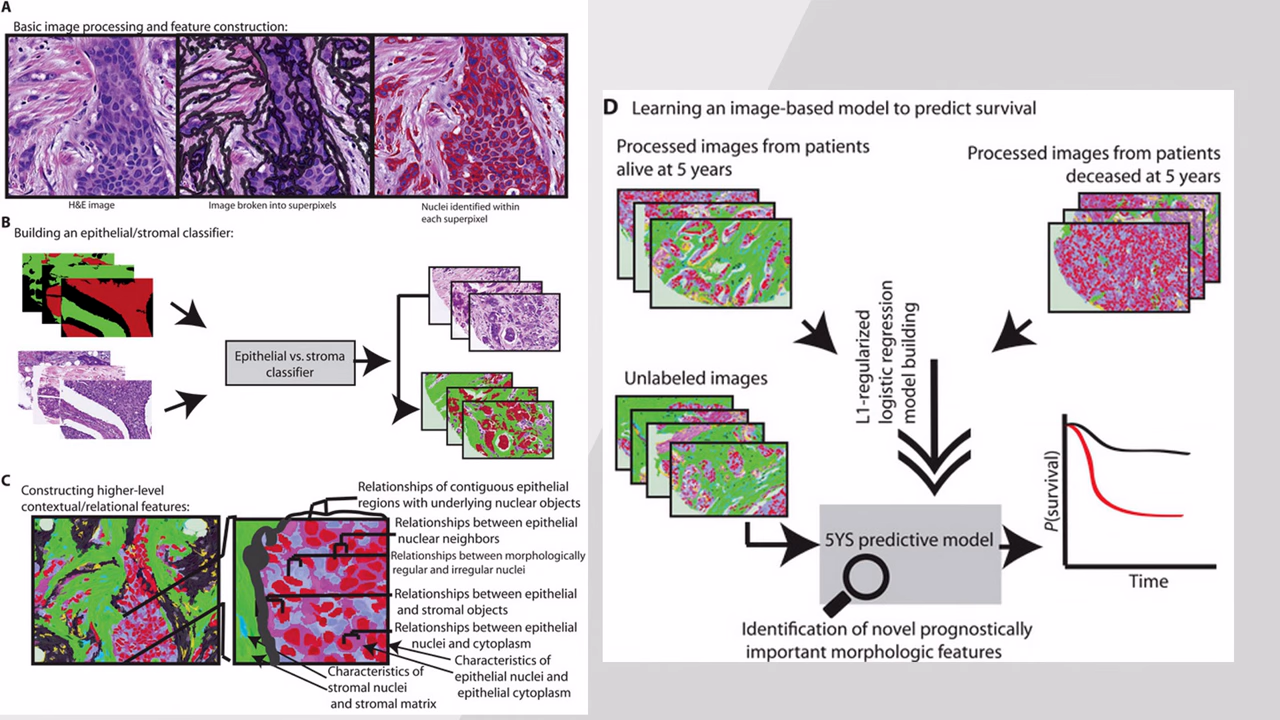 A
Basic image processing and feature construction:
H&E image
Image broken into superpixels
Nuclei identified within
each superpixel
B
Building an epithelial/stromal classifier:
Epithelial vs. stroma
classifier
C
Constructing higher-level
contextual/relational features:
Relationships of contiguous epithelial
regions with underlying nuclear objects
Relationships between epithelial
nuclear neighbors
Relationships between morphologically
regular and irregular nuclei
Relationships between epithelial
and stromal objects
Relationships between epithelial
nuclei and cytoplasm
Characteristics of
epithelial nuclei and
epithelial cytoplasm
Characteristics of
stromal nuclei
and stromal matrix
D Learning an image-based model to predict survival
Processed images from patients
alive at 5 years
Processed images from patients
deceased at 5 years
L1-regularized
logistic regression
model building
Unlabeled images
5YS predictive model
P(survival)
Time
Identification of novel prognostically
important morphologic features